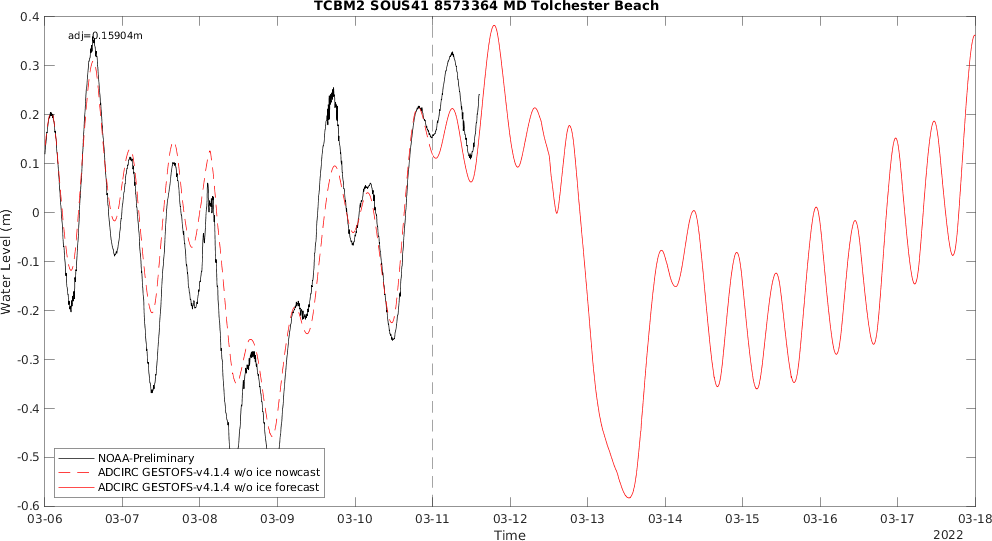 TCBM2 SOUS41 8573364 MD Tolchester Beach
adj=0.15904m
0.4
0.3
0.2
0.1
0
-0.1
-0.2
-0.3
-0.4
-0.5
-0.6
Water Level (m)
NOAA-Preliminary
ADCIRC GESTOFS-v4.1.4 w/o ice nowcast
ADCIRC GESTOFS-v4.1.4 w/o ice forecast
03-06 03-07 03-08 03-09 03-10 03-11 03-12 03-13 03-14 03-15 03-16 03-17 03-18
Time
2022